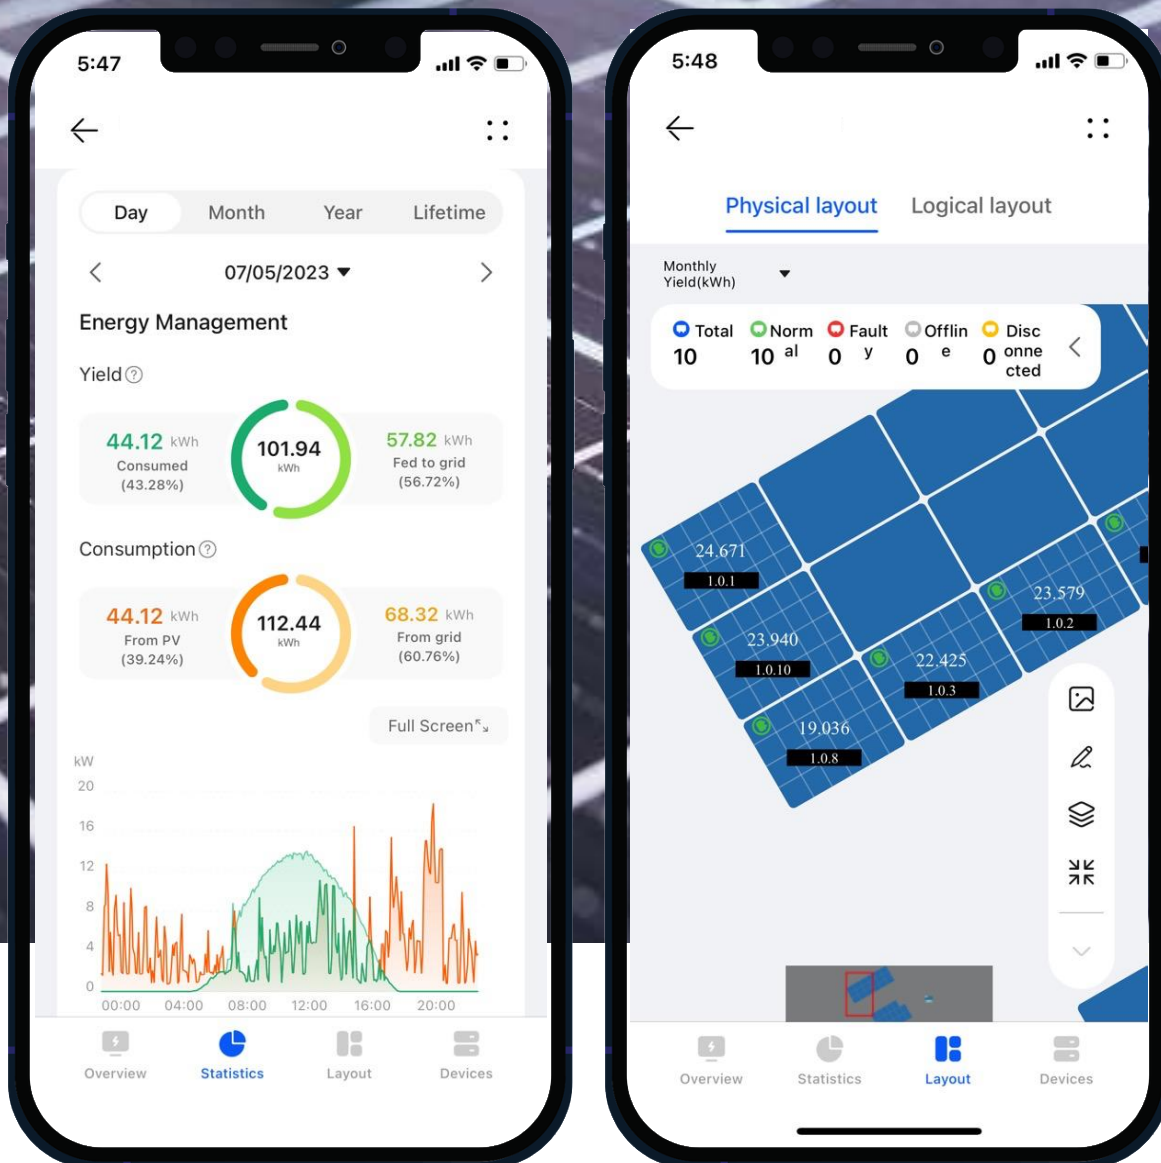 5:47
Day Month Year Lifetime
07/05/2023
Energy Management
Yield ?
44.12 kWh
Consumed
(43.28%)
101.94
kWh
57.82 kWh
Fed to grid
(56.72%)
Consumption ?
44.12 kWh
From PV
(39.24%)
112.44
kWh
68.32 kWh
From grid
(60.76%)
Full Screen
kW
20
16
12
8
4
0
00:00 04:00 08:00 12:00 16:00 20:00
Overview Statistics Layout Devices
5:48
Physical layout Logical layout
Monthly
Yield(kWh)
Total
10
Norm
al
10
Fault
y
0
Offlin
e
0
Disc
onne
cted
0
24.671
1.0.1
23.940
1.0.10
19.036
1.0.8
22.425
1.0.3
23.579
1.0.2
Overview Statistics Layout Devices